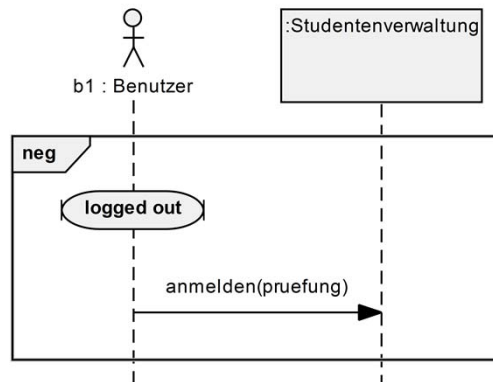 :Studentenverwaltung
b1 : Benutzer
neg
logged out
anmelden(pruefung)